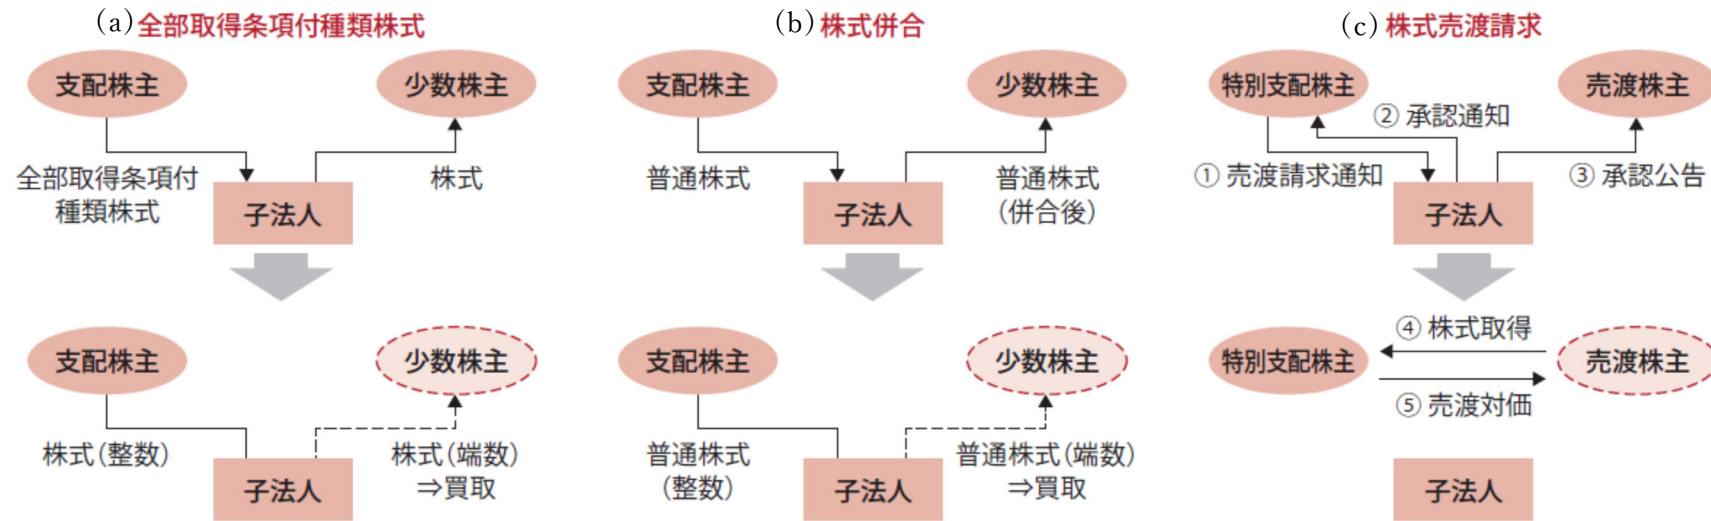 (a) 全部取得条項付種類株式
支配株主
少数株主
全部取得条項付
種類株式
株式
子法人
支配株主
少数株主
株式(整数)
株式(端数)
⇒買取
子法人
(b) 株式併合
支配株主
少数株主
普通株式
普通株式
(併合後)
子法人
支配株主
少数株主
普通株式
(整数)
普通株式(端数)
⇒買取
子法人
(c) 株式売渡請求
特別支配株主
売渡株主
② 承認通知
① 売渡請求通知
③ 承認公告
子法人
④ 株式取得
特別支配株主
売渡株主
⑤ 売渡対価
子法人